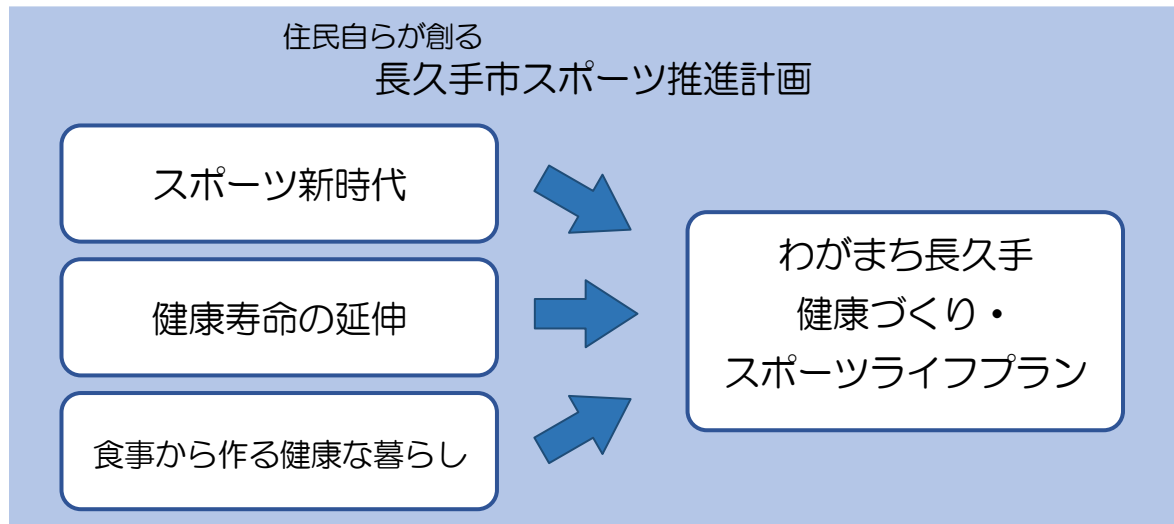 住民自らが創る
長久手市スポーツ推進計画
スポーツ新時代
健康寿命の延伸
食事から作る健康な暮らし
わがまち長久手
健康づくり・
スポーツライフプラン